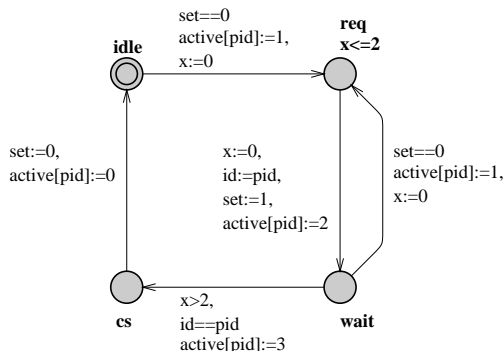 set==0
active[pid]:=1,
x:=0
idle
req
x<=2
set:=0,
active[pid]:=0
x:=0,
id:=pid,
set:=1,
active[pid]:=2
set==0
active[pid]:=1,
x:=0
cs
x>2,
id==pid
active[pid]:=3
wait